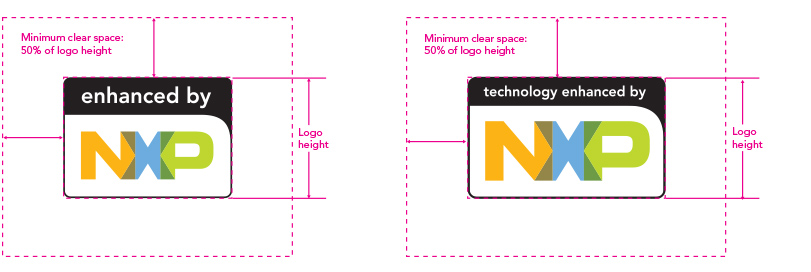 Minimum clear space:
50% of logo height
enhanced by
NXP
Logo
height
Minimum clear space:
50% of logo height
technology enhanced by
NXP
Logo
height